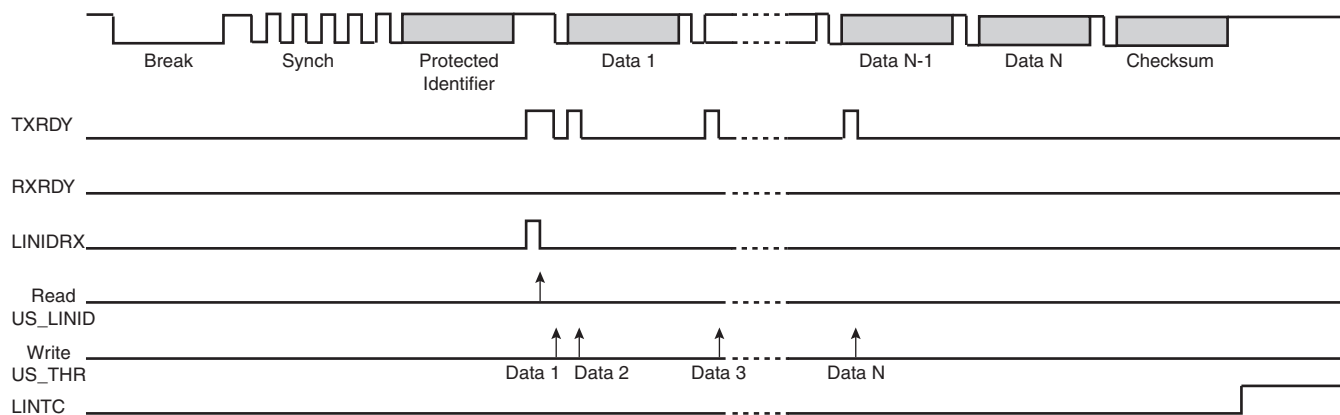 Break Synch Protected Identifier Data 1 Data N-1 Data N Checksum
TXRDY
RXRDY
LINIDRX
Read
US_LINID
Write
US_THR
Data 1 Data 2 Data 3 Data N
LINTC